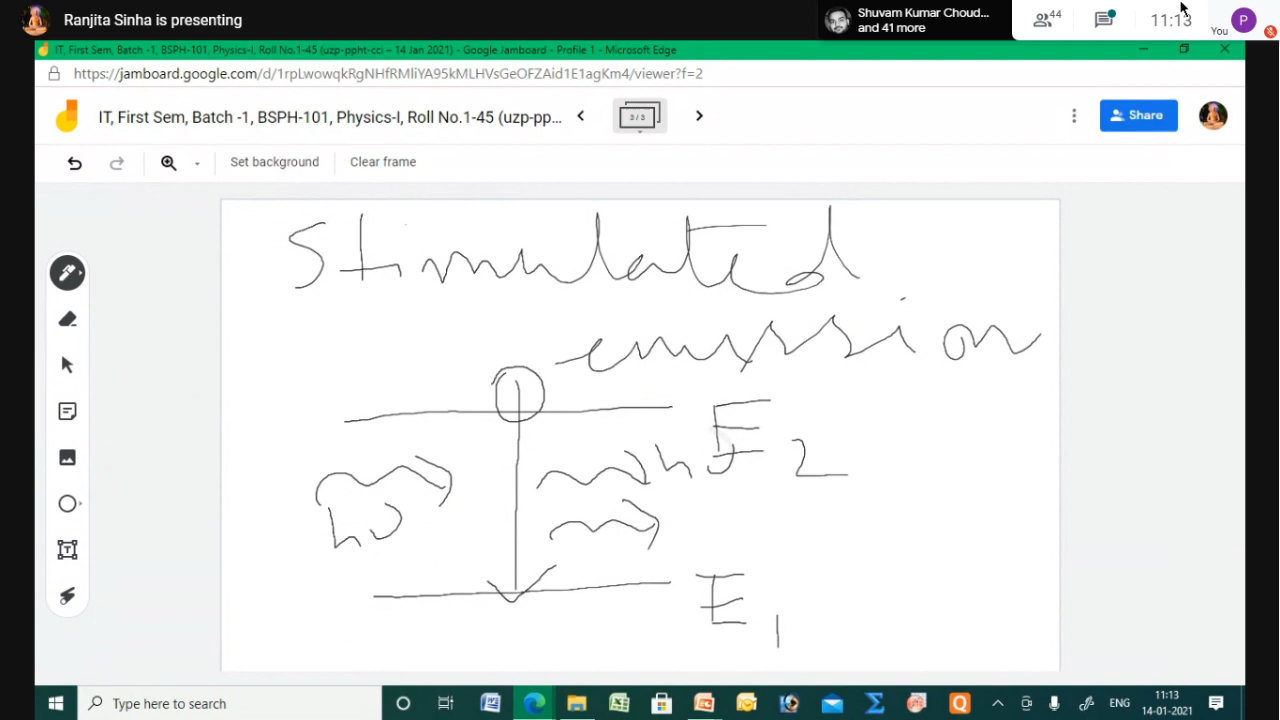 Ranjita Sinha is presenting
Shuvam Kumar Choud...
and 41 more
44
11:13
You
P
IT, First Sem, Batch -1, BSPH-101, Physics-I, Roll No.1-45 (uzp-ppht-cci – 14 Jan 2021) - Google Jamboard - Profile 1 - Microsoft Edge
https://jamboard.google.com/d/1rpLwowqkRgNHfRMIiYA95kMLHVsGeOFZAid1E1agKm4/viewer?f=2
IT, First Sem, Batch -1, BSPH-101, Physics-I, Roll No.1-45 (uzp-pp...
3 / 3
Share
Set background
Clear frame
Stimulated
emission
E2
hυ
hυ
E1
Type here to search
ENG
11:13
14-01-2021